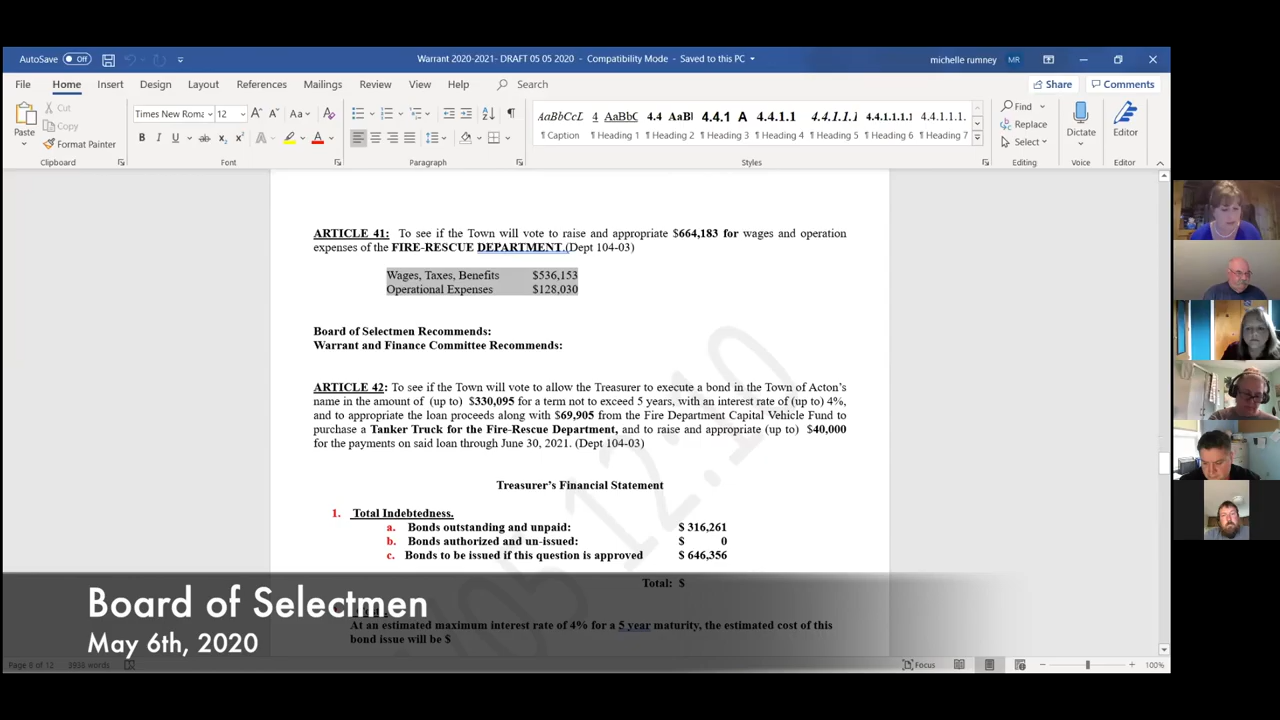 AutoSave Off Warrant 2020-2021- DRAFT 05 05 2020 - Compatibility Mode - Saved to this PC michelle rumney MR
File Home Insert Design Layout References Mailings Review View Help Search Share Comments
Paste Cut Copy Format Painter
Times New Roma 12
AaBbCcL 4 AaBbC 4.4 AaBl 4.4.1 A 4.4.1.1 4.4.1.1.1 4.4.1.1.1.1 4.4.1.1.1.
Caption Heading 1 Heading 2 Heading 3 Heading 4 Heading 5 Heading 6 Heading 7
Find Replace Select Dictate Editor
Clipboard Font Paragraph Styles Editing Voice Editor
ARTICLE 41: To see if the Town will vote to raise and appropriate $664,183 for wages and operation
expenses of the FIRE-RESCUE DEPARTMENT.(Dept 104-03)
Wages, Taxes, Benefits $536,153
Operational Expenses $128,030
Board of Selectmen Recommends:
Warrant and Finance Committee Recommends:
ARTICLE 42: To see if the Town will vote to allow the Treasurer to execute a bond in the Town of Acton's
name in the amount of (up to) $330,095 for a term not to exceed 5 years, with an interest rate of (up to) 4%,
and to appropriate the loan proceeds along with $69,905 from the Fire Department Capital Vehicle Fund to
purchase a Tanker Truck for the Fire-Rescue Department, and to raise and appropriate (up to) $40,000
for the payments on said loan through June 30, 2021. (Dept 104-03)
Treasurer's Financial Statement
1. Total Indebtedness.
a. Bonds outstanding and unpaid: $ 316,261
b. Bonds authorized and un-issued: $ 0
c. Bonds to be issued if this question is approved $ 646,356
Total: $
At an estimated maximum interest rate of 4% for a 5 year maturity, the estimated cost of this
bond issue will be $
Board of Selectmen
May 6th, 2020
Page 8 of 12 3938 words Focus 100%